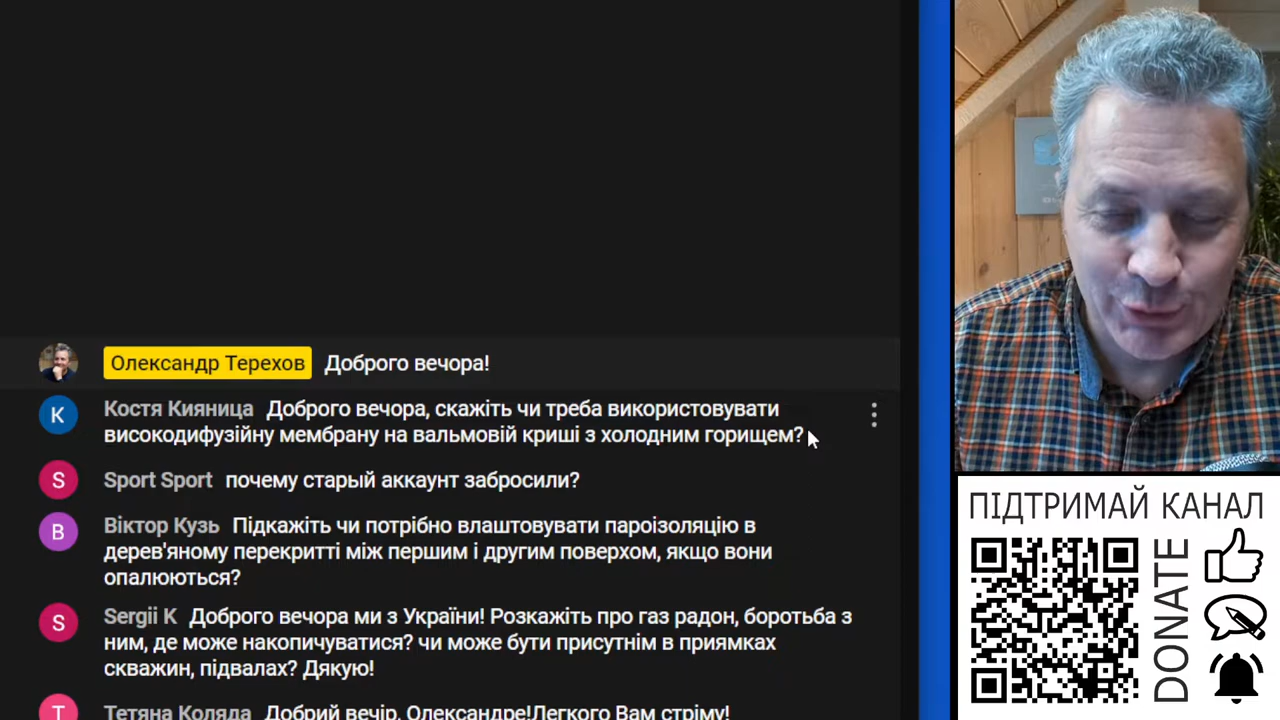 Олександр Терехов Доброго вечора!
К Костя Кияница Доброго вечора, скажіть чи треба використовувати
високодифузійну мембрану на вальмовій криші з холодним горищем?
S Sport Sport почему старый аккаунт забросили?
В Віктор Кузь Підкажіть чи потрібно влаштовувати пароізоляцію в
дерев'яному перекритті між першим і другим поверхом, якщо вони
опалюються?
S Sergii K Доброго вечора ми з України! Розкажіть про газ радон, боротьба з
ним, де може накопичуватися? чи може бути присутнім в приямках
скважин, підвалах? Дякую!
Т Тетяна Коляда Добрий вечір, Олександре!Легкого Вам стріму!
ПІДТРИМАЙ КАНАЛ
DONATE